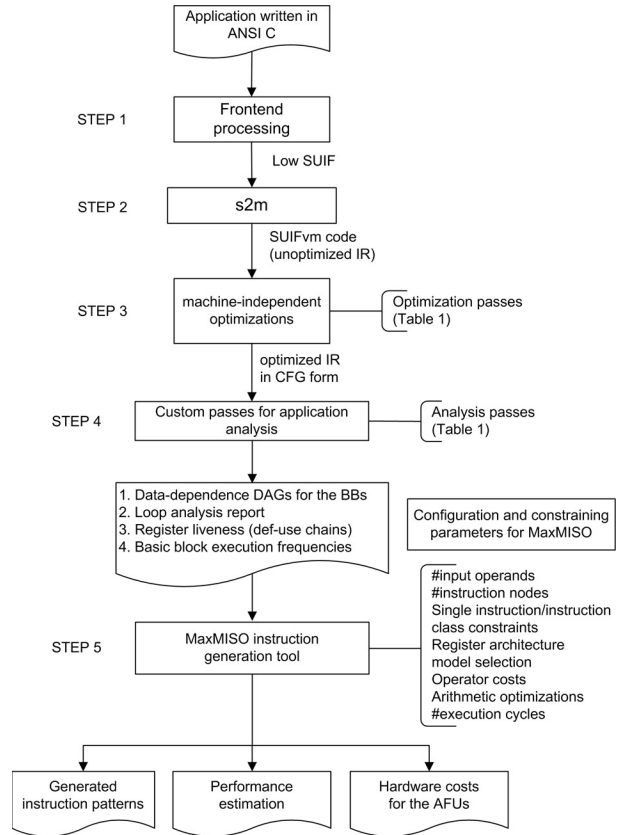 Application written in
ANSI C
STEP 1
Frontend
processing
Low SUIF
STEP 2
s2m
SUIFvm code
(unoptimized IR)
STEP 3
machine-independent
optimizations
Optimization passes
(Table 1)
optimized IR
in CFG form
STEP 4
Custom passes for application
analysis
Analysis passes
(Table 1)
1. Data-dependence DAGs for the BBs
2. Loop analysis report
3. Register liveness (def-use chains)
4. Basic block execution frequencies
Configuration and constraining
parameters for MaxMISO
#input operands
#instruction nodes
Single instruction/instruction
class constraints
Register architecture
model selection
Operator costs
Arithmetic optimizations
#execution cycles
STEP 5
MaxMISO instruction
generation tool
Generated
instruction patterns
Performance
estimation
Hardware costs
for the AFUs